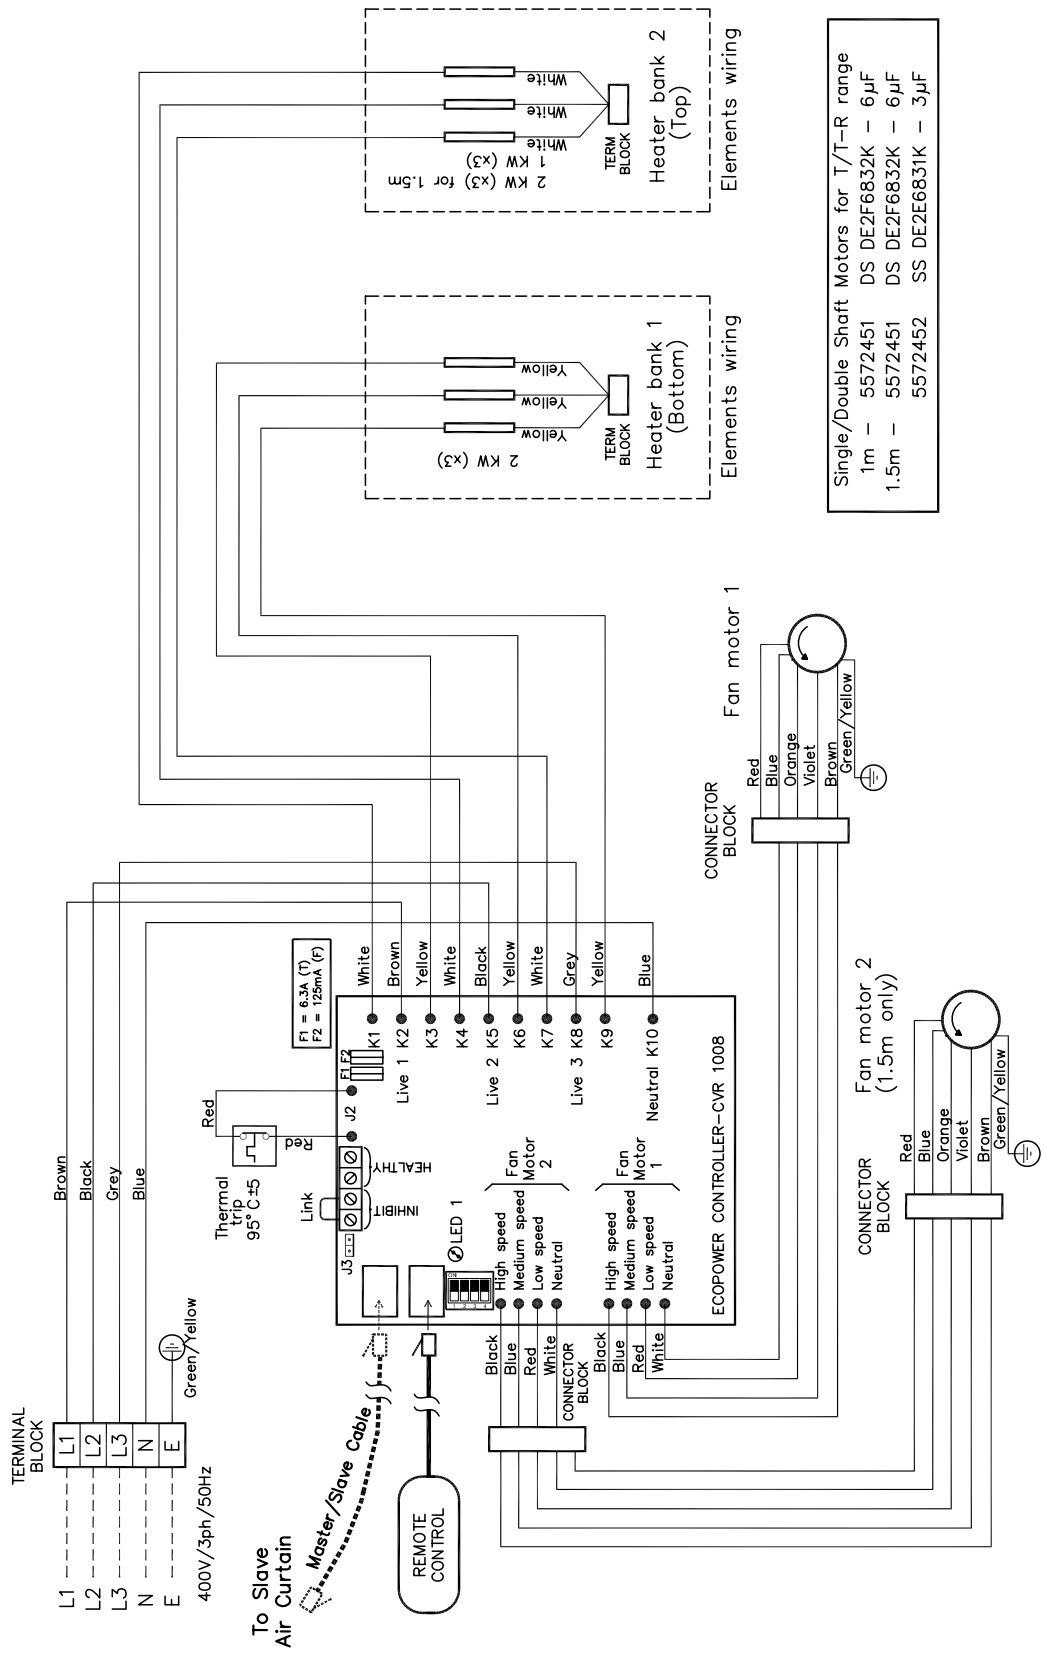 TERMINAL
BLOCK
L1
L2
L3
N
E
L1
L2
L3
N
E
400V/3ph/50Hz
Green/Yellow
Brown
Black
Grey
Blue
To Slave
Air Curtain
Master/Slave Cable
REMOTE
CONTROL
Thermal
trip
95°C±5
Red
Red
Link
J3
J2
INHIBIT
HEALTHY
F1
F2
F1 = 6.3A (T)
F2 = 125mA (F)
ON
1 2 3 4
LED 1
K1
Live 1 K2
K3
K4
Live 2 K5
K6
K7
Live 3 K8
K9
Neutral K10
White
Brown
Yellow
White
Black
Yellow
White
Grey
Yellow
Blue
High speed
Medium speed
Low speed
Neutral
Fan
Motor
2
High speed
Medium speed
Low speed
Neutral
Fan
Motor
1
ECOPOWER CONTROLLER-CVR 1008
Black
Blue
Red
White
CONNECTOR
BLOCK
Black
Blue
Red
White
CONNECTOR
BLOCK
Red
Blue
Orange
Violet
Brown
Green/Yellow
Fan motor 2
(1.5m only)
CONNECTOR
BLOCK
Red
Blue
Orange
Violet
Brown
Green/Yellow
Fan motor 1
2 KW (x3)
Yellow
Yellow
Yellow
TERM
BLOCK
Heater bank 1
(Bottom)
Elements wiring
2 KW (x3) for 1.5m
1 KW (x3)
White
White
White
TERM
BLOCK
Heater bank 2
(Top)
Elements wiring
Single/Double Shaft Motors for T/T-R range
1m - 5572451 DS DE2F6832K - 6µF
1.5m - 5572451 DS DE2F6832K - 6µF
5572452 SS DE2E6831K - 3µF